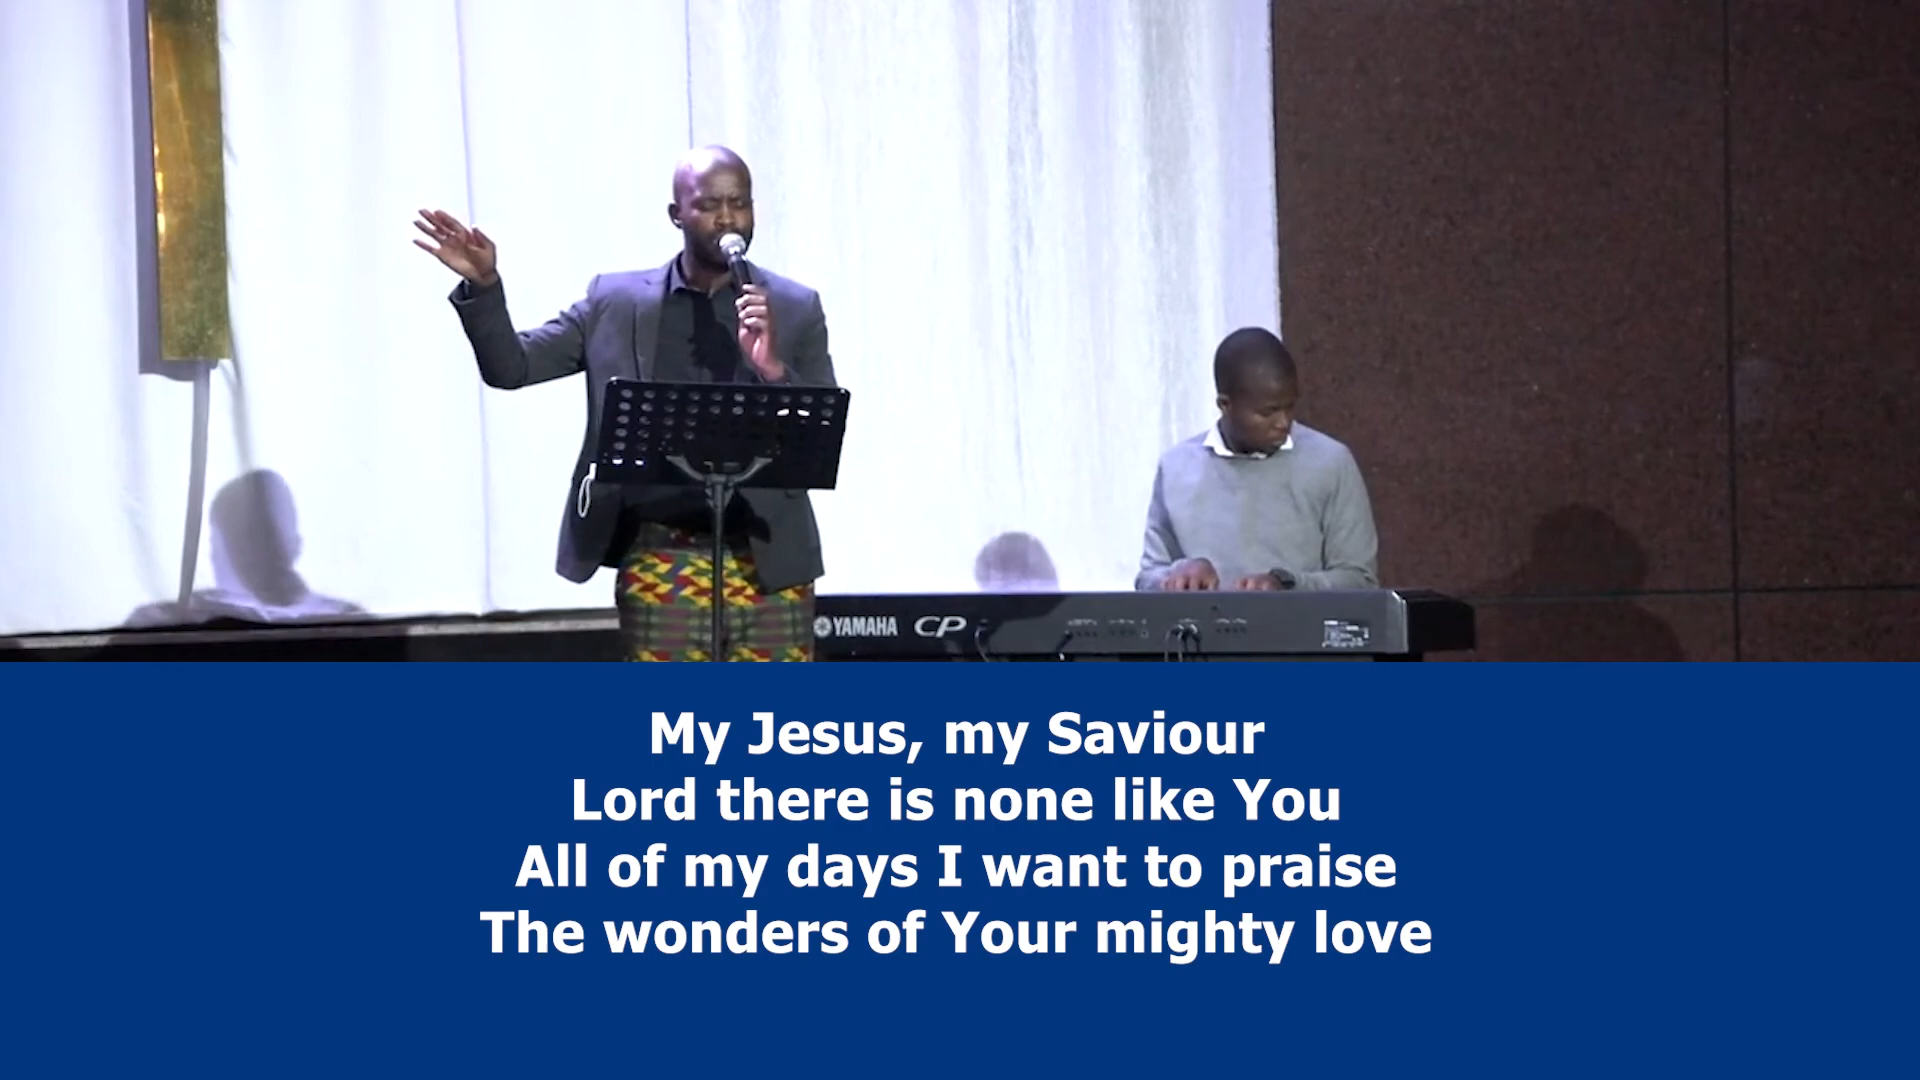 YAMAHA CP
My Jesus, my Saviour
Lord there is none like You
All of my days I want to praise
The wonders of Your mighty love